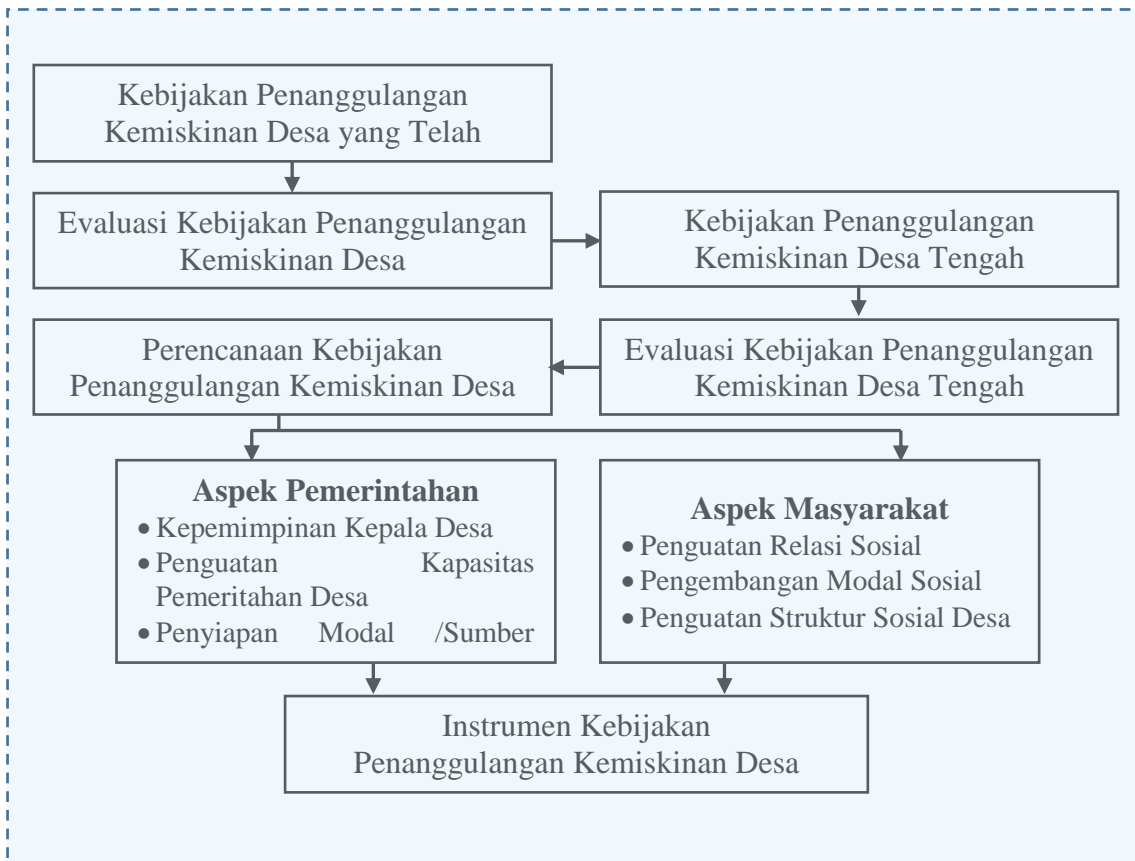 Kebijakan Penanggulangan
Kemiskinan Desa yang Telah
Evaluasi Kebijakan Penanggulangan
Kemiskinan Desa
Kebijakan Penanggulangan
Kemiskinan Desa Tengah
Evaluasi Kebijakan Penanggulangan
Kemiskinan Desa Tengah
Perencanaan Kebijakan
Penanggulangan Kemiskinan Desa
Aspek Pemerintahan
• Kepemimpinan Kepala Desa
• Penguatan Kapasitas
Pemeritahan Desa
• Penyiapan Modal /Sumber
Aspek Masyarakat
• Penguatan Relasi Sosial
• Pengembangan Modal Sosial
• Penguatan Struktur Sosial Desa
Instrumen Kebijakan
Penanggulangan Kemiskinan Desa